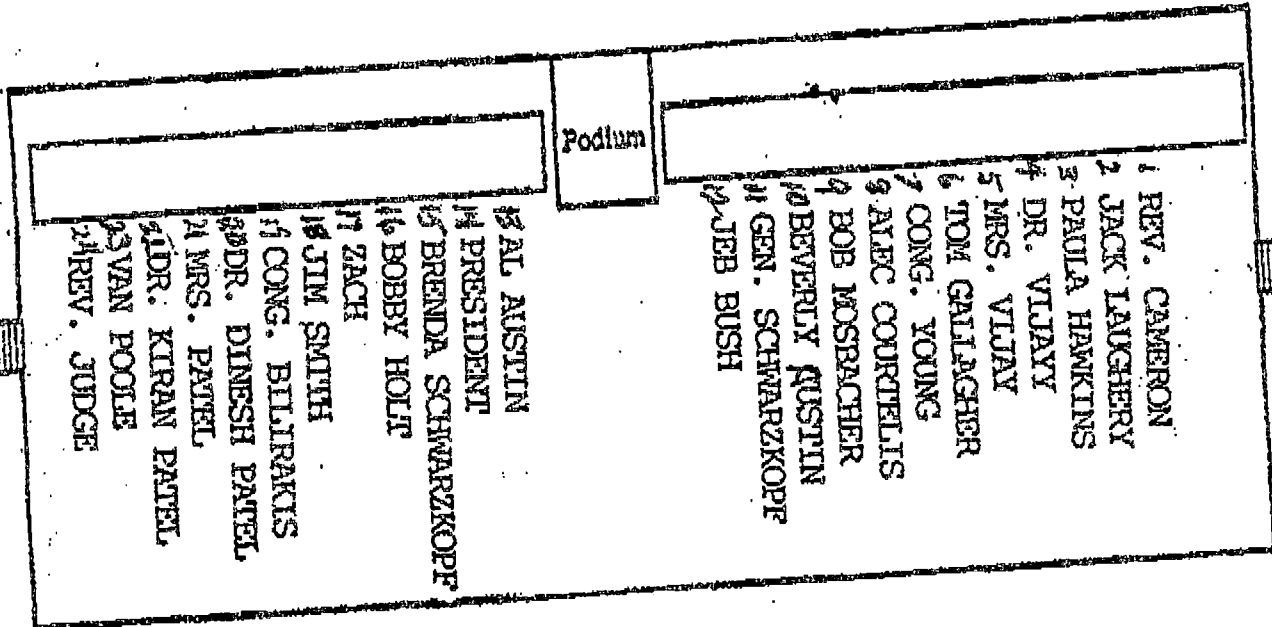 Podium
1 REV. CAMERON
2 JACK LAUGHERY
3 PAULA HAWKINS
4 DR. VIJAYV
5 MRS. VIJAV
6 TOM GALLAGHER
7 CONG. YOUNG
8 ALEC COURTELIS
9 BOB MOSBACHER
10 BEVERLY AUSTIN
11 GEN. SCHWARZKOPF
12 JEB BUSH
13 AL AUSTIN
14 PRESIDENT
15 BRENDA SCHWARZKOPF
16 BOBBY HOLT
17 ZACH
18 JIM SMITH
19 CONG. BILIRAKIS
20 DR. DINESH PATEL
21 MRS. PATEL
DR. KIRAN PATEL
23 VAN POOLE
24 REV. JUDGE